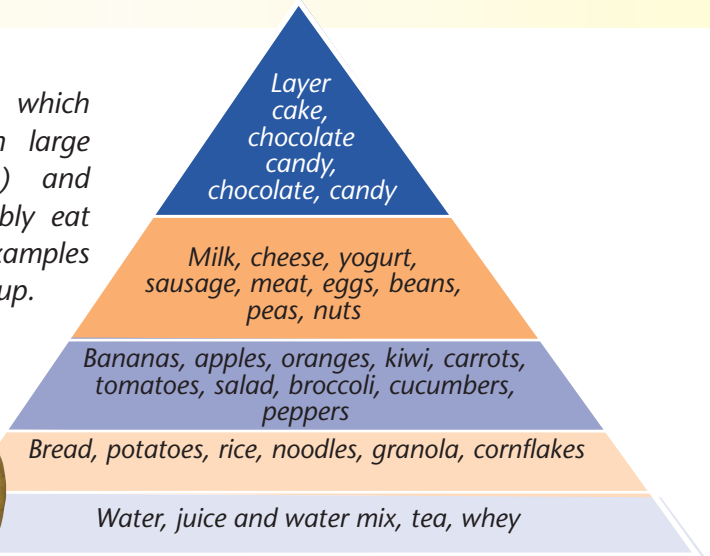 which
large
) and
bly eat
xamples
up.
Layer
cake,
chocolate
candy,
chocolate, candy
Milk, cheese, yogurt,
sausage, meat, eggs, beans,
peas, nuts
Bananas, apples, oranges, kiwi, carrots,
tomatoes, salad, broccoli, cucumbers,
peppers
Bread, potatoes, rice, noodles, granola, cornflakes
Water, juice and water mix, tea, whey